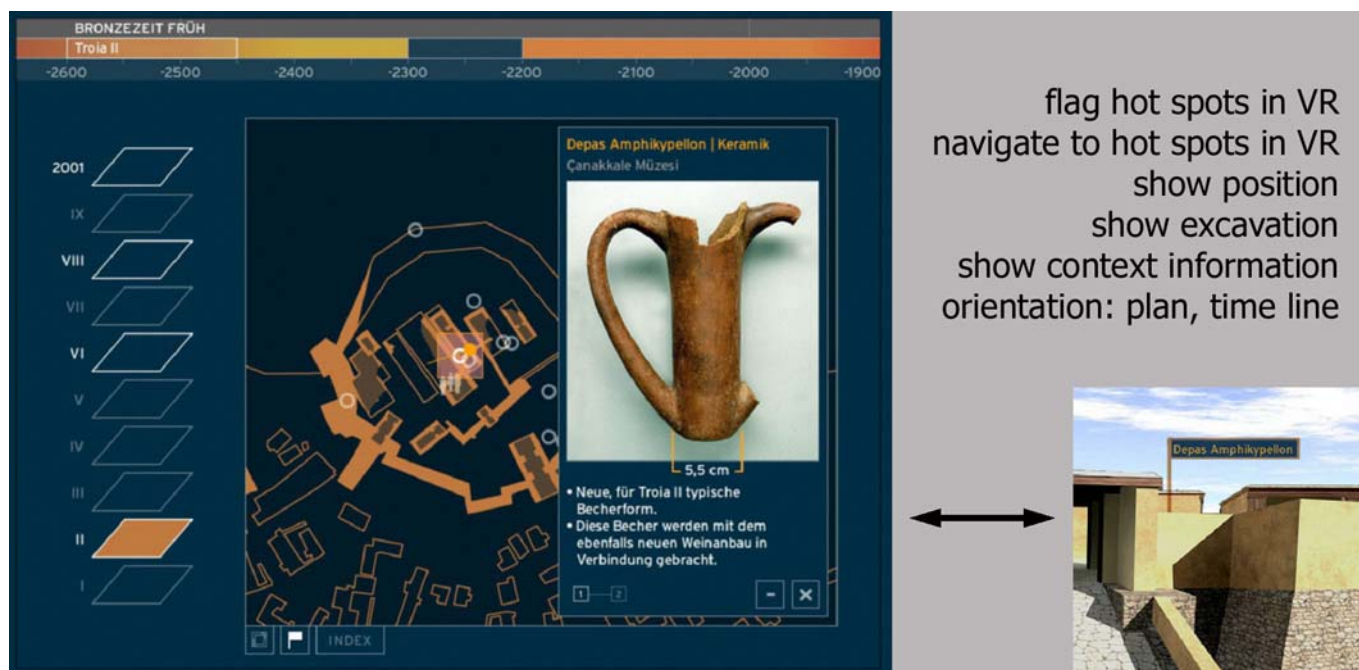 BRONZEZEIT FRÜH
Troia II
-2600 -2500 -2400 -2300 -2200 -2100 -2000 -1900
2001
IX
VIII
VII
VI
V
IV
III
II
I
Depas Amphikypellon | Keramik
Çanakkale Müzesi
5,5 cm
• Neue, für Troia II typische
Becherform.
• Diese Becher werden mit dem
ebenfalls neuen Weinanbau in
Verbindung gebracht.
1 2
INDEX
flag hot spots in VR
navigate to hot spots in VR
show position
show excavation
show context information
orientation: plan, time line
Depas Amphikypellon